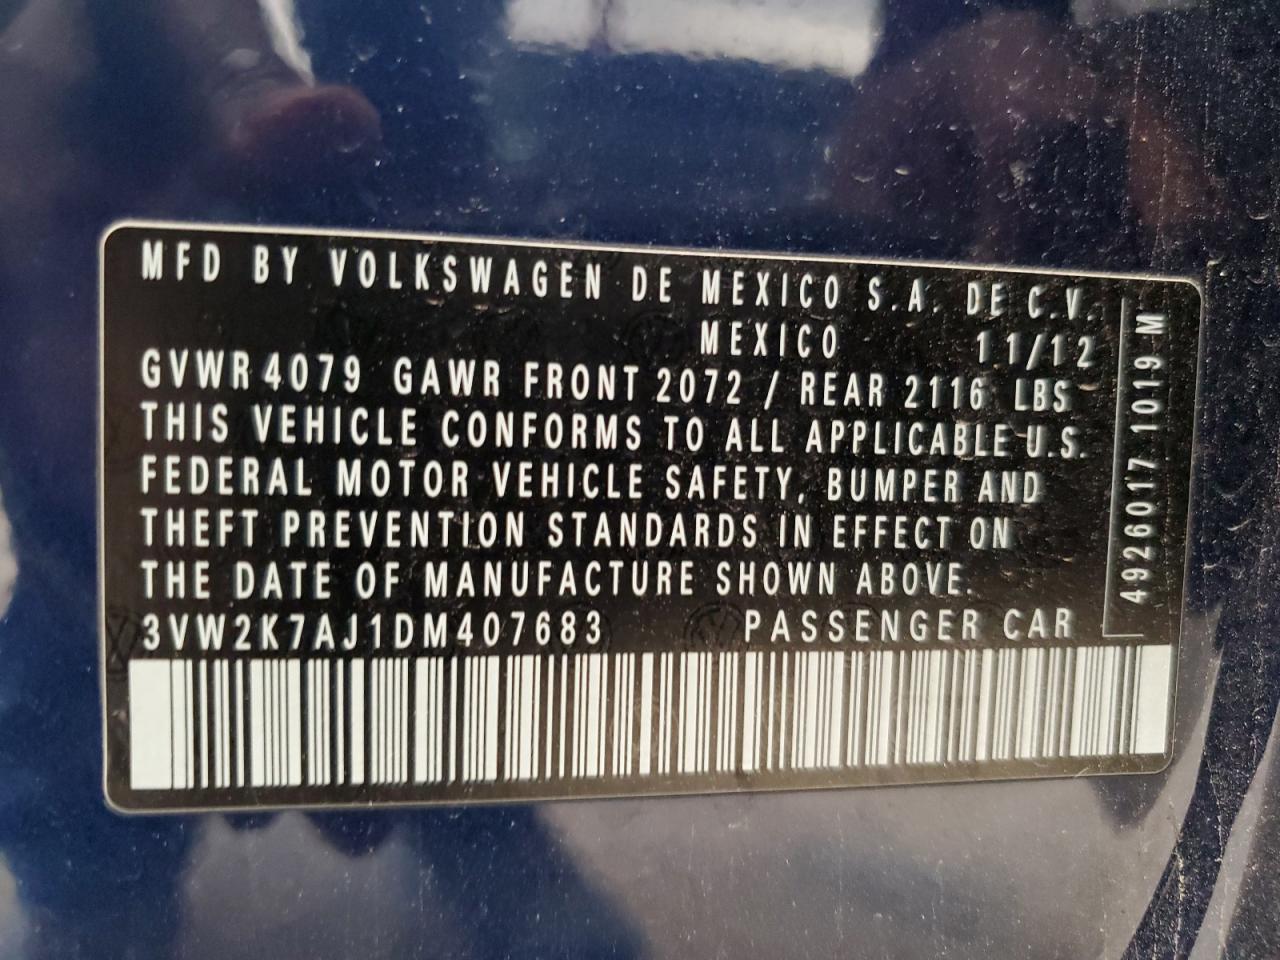 MFD BY VOLKSWAGEN DE MEXICO S.A. DE C.V.
MEXICO 11/12
GVWR 4079 GAWR FRONT 2072 / REAR 2116 LBS
THIS VEHICLE CONFORMS TO ALL APPLICABLE U.S.
FEDERAL MOTOR VEHICLE SAFETY, BUMPER AND
THEFT PREVENTION STANDARDS IN EFFECT ON
THE DATE OF MANUFACTURE SHOWN ABOVE.
3VW2K7AJ1DM407683 PASSENGER CAR
4926017 1019 M